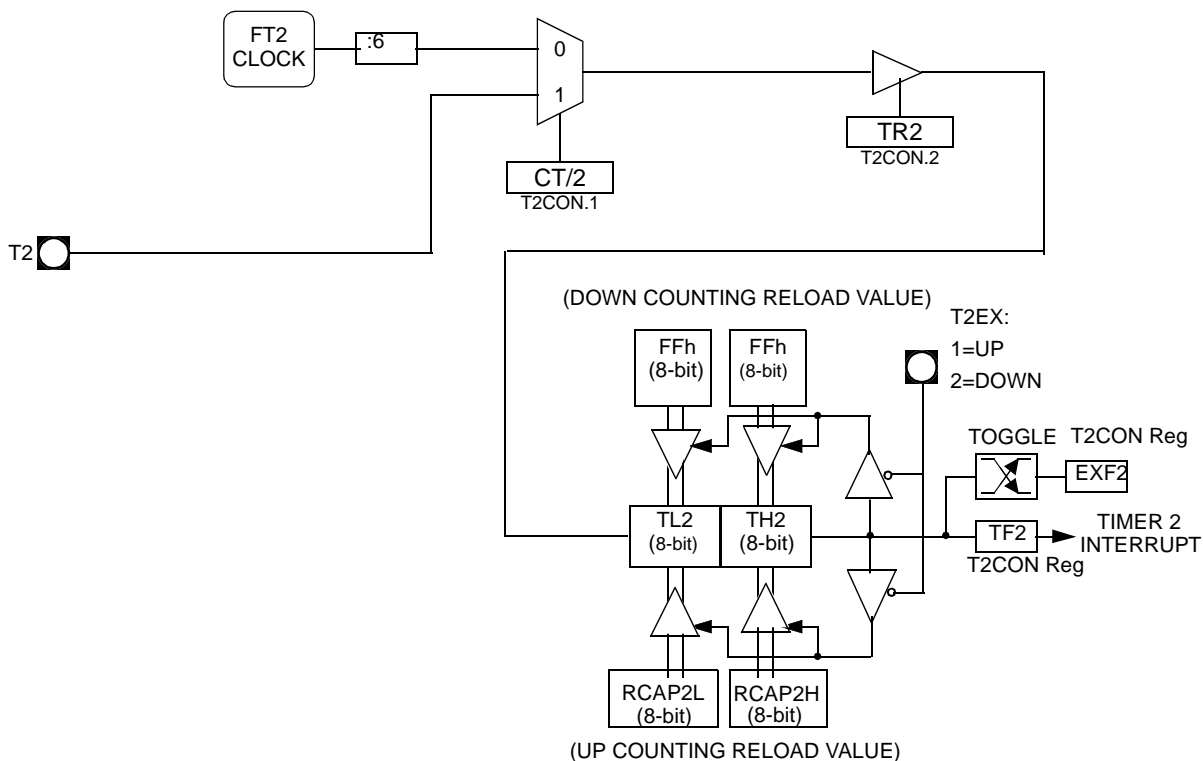 FT2
CLOCK
:6
0
1
TR2
T2CON.2
CT/2
T2CON.1
T2
(DOWN COUNTING RELOAD VALUE)
T2EX:
1=UP
2=DOWN
FFh
(8-bit)
FFh
(8-bit)
TOGGLE
T2CON Reg
EXF2
TL2
(8-bit)
TH2
(8-bit)
TF2
T2CON Reg
TIMER 2
INTERRUPT
RCAP2L
(8-bit)
RCAP2H
(8-bit)
(UP COUNTING RELOAD VALUE)